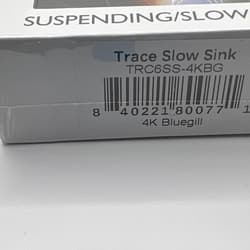 SUSPENDING/SLOW
Trace Slow Sink
TRC6SS-4KBG
8 40221 80077 1
4K Bluegill